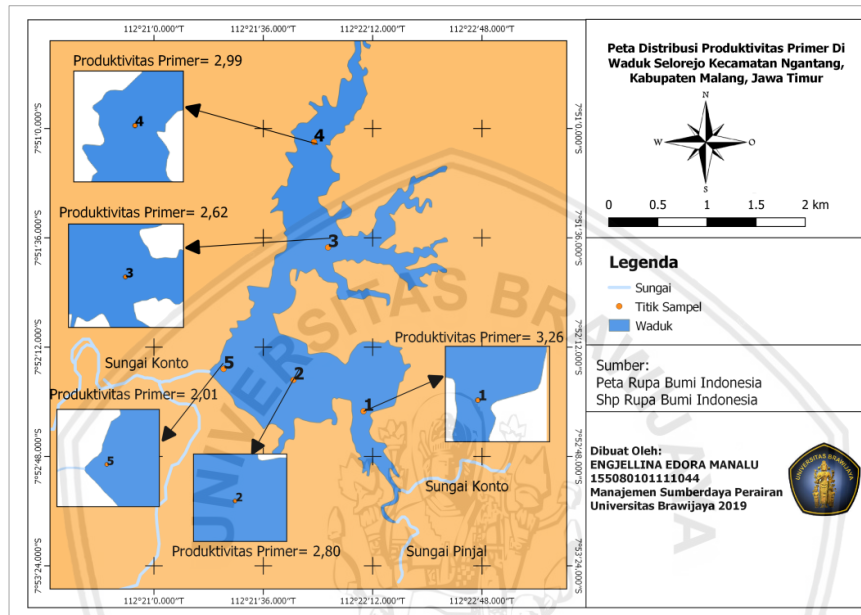 112°21'0.000"T 112°21'36.000"T 112°22'12.000"T 112°22'48.000"T
Produktivitas Primer= 2,99
4
4
7°51'0.000"S
7°51'0.000"S
Produktivitas Primer= 2,62
3
3
7°51'36.000"S
7°51'36.000"S
Produktivitas Primer = 3,26
1
1
7°52'12.000"S
7°52'12.000"S
Sungai Konto
5
2
Produktivitas Primer = 2,01
5
7°52'48.000"S
7°52'48.000"S
2
Sungai Konto
Produktivitas Primer= 2,80
Sungai Pinjal
7°53'24.000"S
7°53'24.000"S
112°21'0.000"T 112°21'36.000"T 112°22'12.000"T 112°22'48.000"T
Peta Distribusi Produktivitas Primer Di
Waduk Selorejo Kecamatan Ngantang,
Kabupaten Malang, Jawa Timur
N
W O
S
0 0.5 1 1.5 2 km
Legenda
Sungai
Titik Sampel
Waduk
Sumber:
Peta Rupa Bumi Indonesia
Shp Rupa Bumi Indonesia
Dibuat Oleh:
ENGJELLINA EDORA MANALU
155080101111044
Manajemen Sumberdaya Perairan
Universitas Brawijaya 2019
UNIVERSITAS BRAWIJAYA
UNIVERSITAS BRAWIJAYA